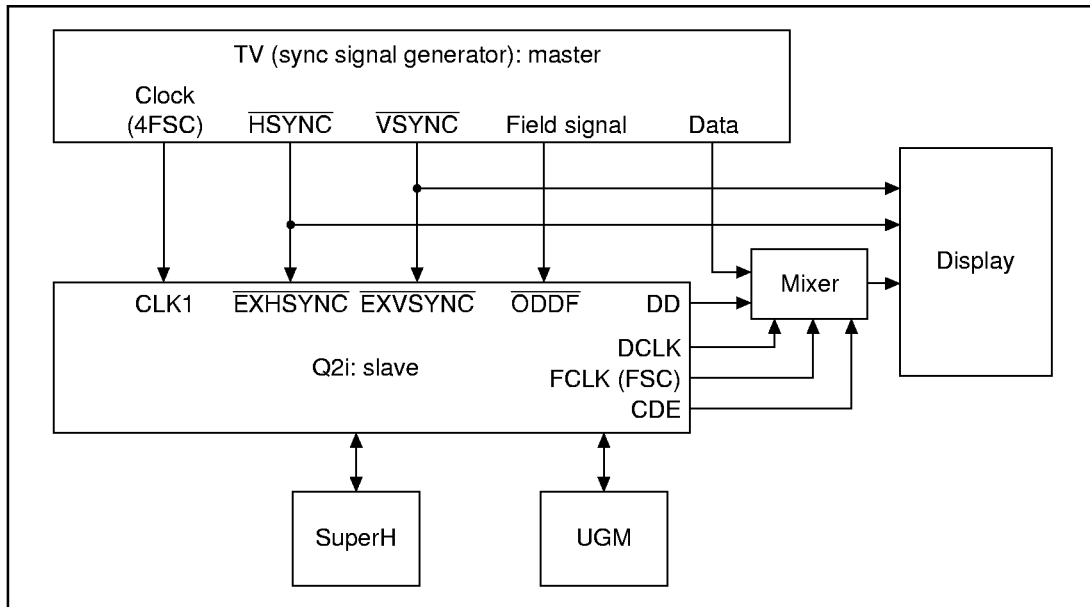 TV (sync signal generator): master
Clock
(4FSC)
HSYNC
VSYNC
Field signal
Data
CLK1
EXHSYNC
EXVSYNC
ODDF
DD
Mixer
Display
DCLK
Q2i: slave
FCLK (FSC)
CDE
SuperH
UGM